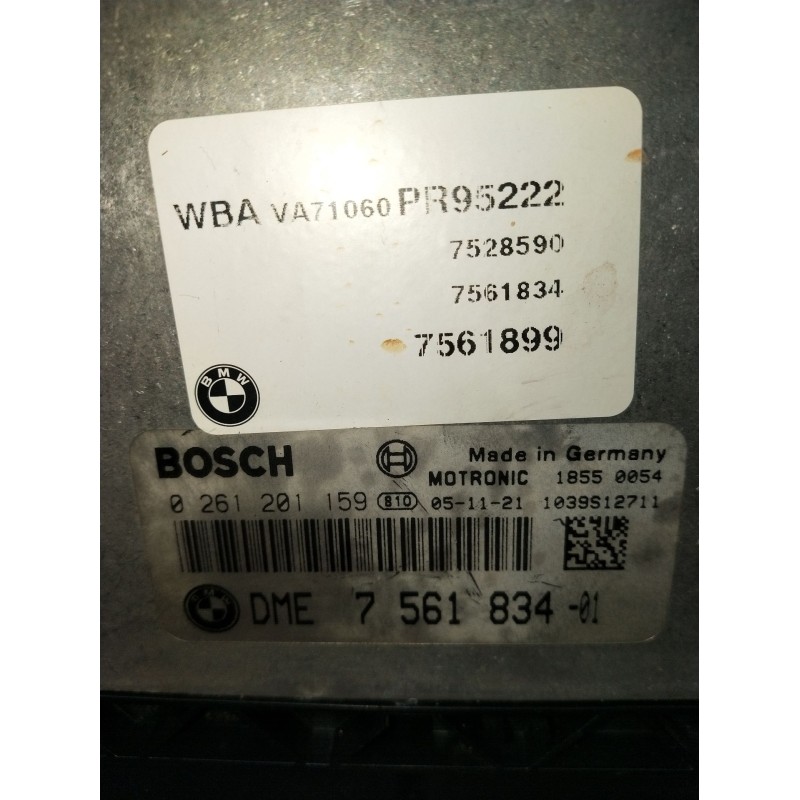 WBA VA71060 PR95222
7528590
7561834
7561899
BMW
BOSCH Made in Germany
MOTRONIC 1855 0054
0 261 201 159 810 05-11-21 1039S12711
BMW DME 7 561 834-01